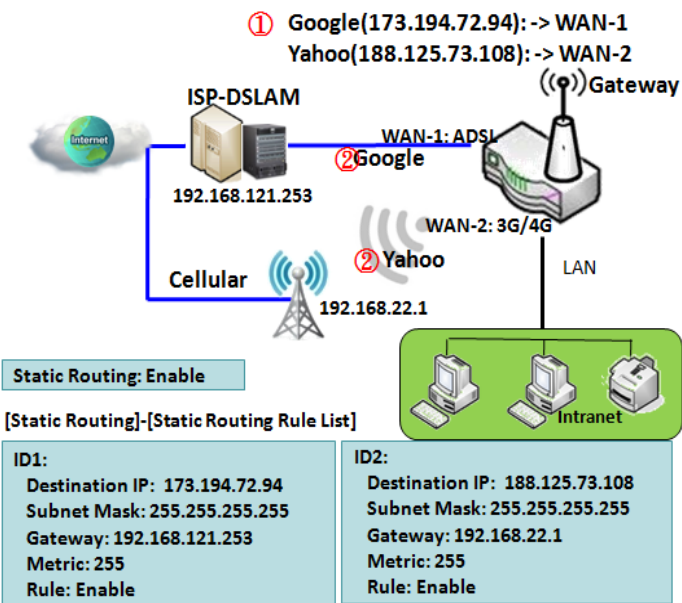 ① Google(173.194.72.94): -> WAN-1
Yahoo(188.125.73.108): -> WAN-2
Gateway
ISP-DSLAM
Internet
WAN-1: ADSL
②Google
192.168.121.253
WAN-2: 3G/4G
② Yahoo
LAN
Cellular
192.168.22.1
Static Routing: Enable
Intranet
[Static Routing]-[Static Routing Rule List]
ID1:
Destination IP: 173.194.72.94
Subnet Mask: 255.255.255.255
Gateway: 192.168.121.253
Metric: 255
Rule: Enable
ID2:
Destination IP: 188.125.73.108
Subnet Mask: 255.255.255.255
Gateway: 192.168.22.1
Metric: 255
Rule: Enable